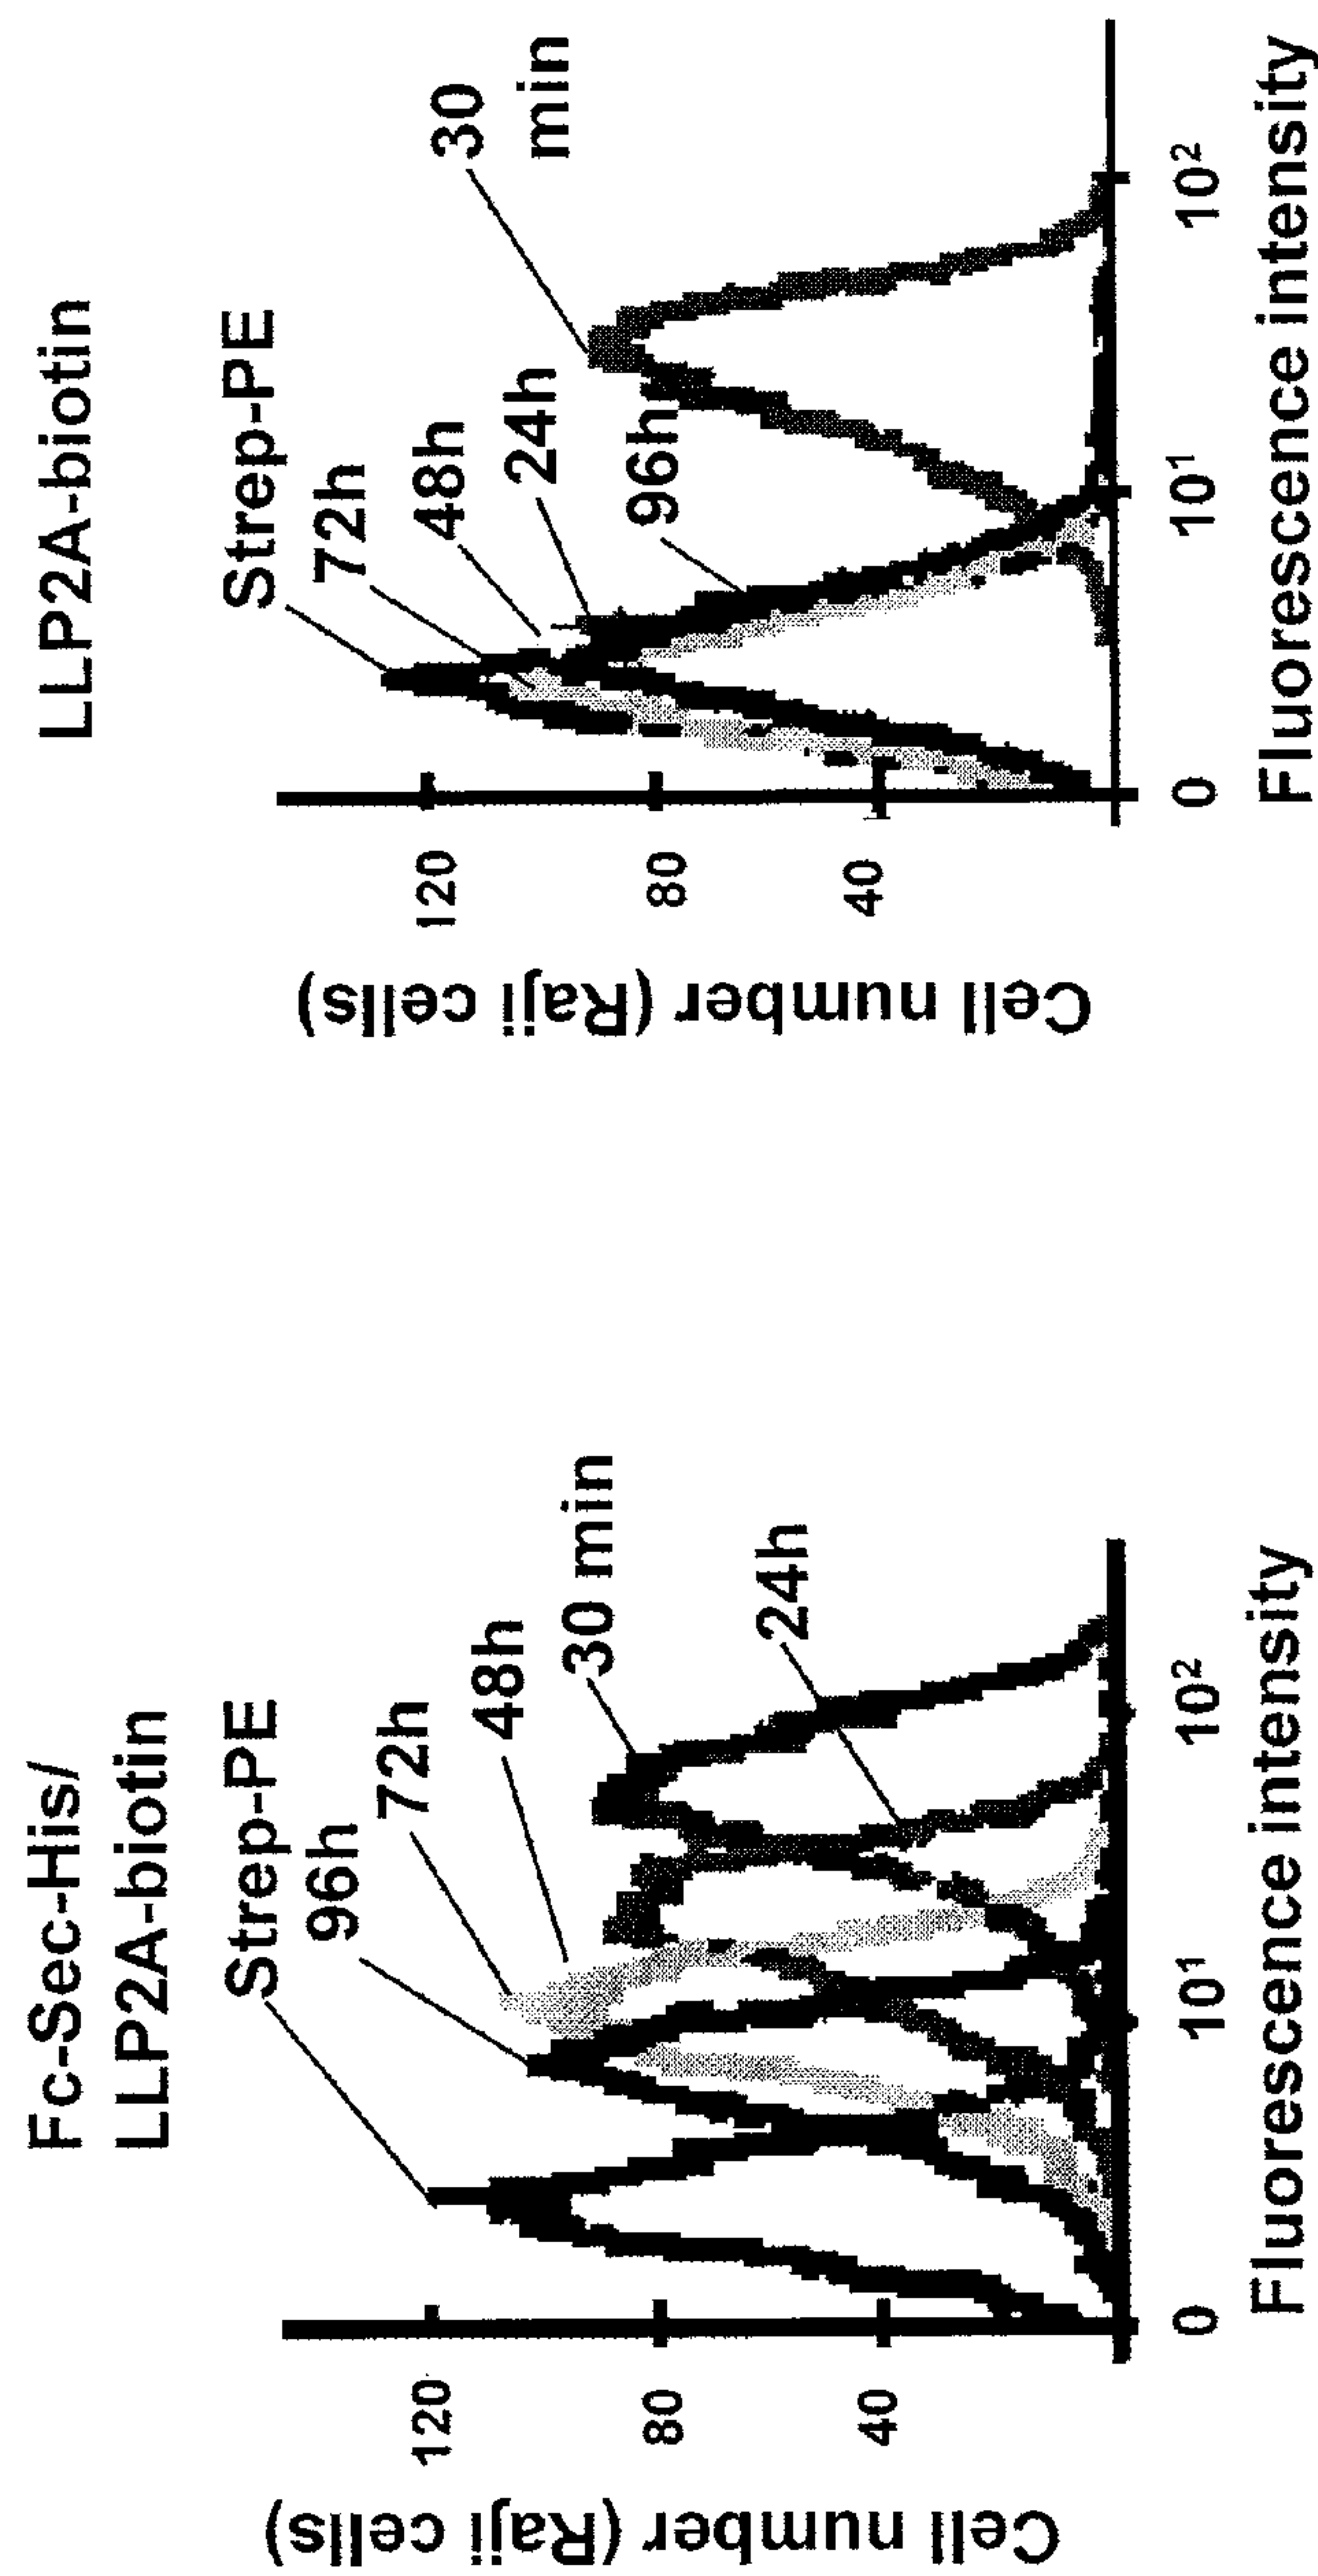 Fc-Sec-His/
LLP2A-biotin
Strep-PE
96h
72h
48h
30 min
24h
120
80
40
Cell number (Raji cells)
0
10¹
10²
Fluorescence intensity
LLP2A-biotin
Strep-PE
72h
48h
24h
96h
30
min
120
80
40
Cell number (Raji cells)
0
10¹
10²
Fluorescence intensity